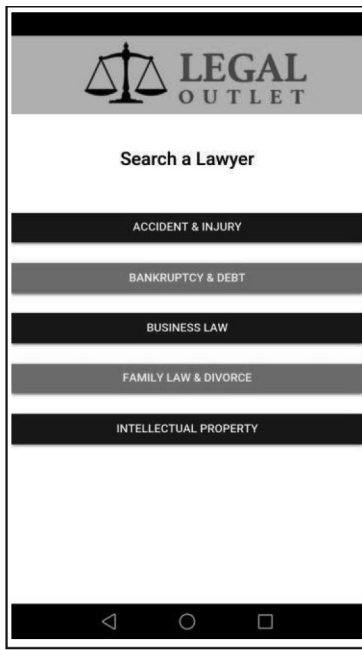 LEGAL
OUTLET
Search a Lawyer
ACCIDENT & INJURY
BANKRUPTCY & DEBT
BUSINESS LAW
FAMILY LAW & DIVORCE
INTELLECTUAL PROPERTY